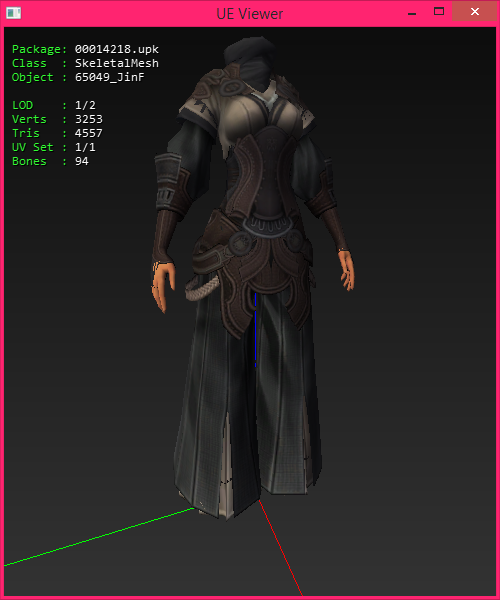 UE Viewer
Package: 00014218.upk
Class : SkeletalMesh
Object : 65049_JinF
LOD : 1/2
Verts : 3253
Tris : 4557
UV Set : 1/1
Bones : 94